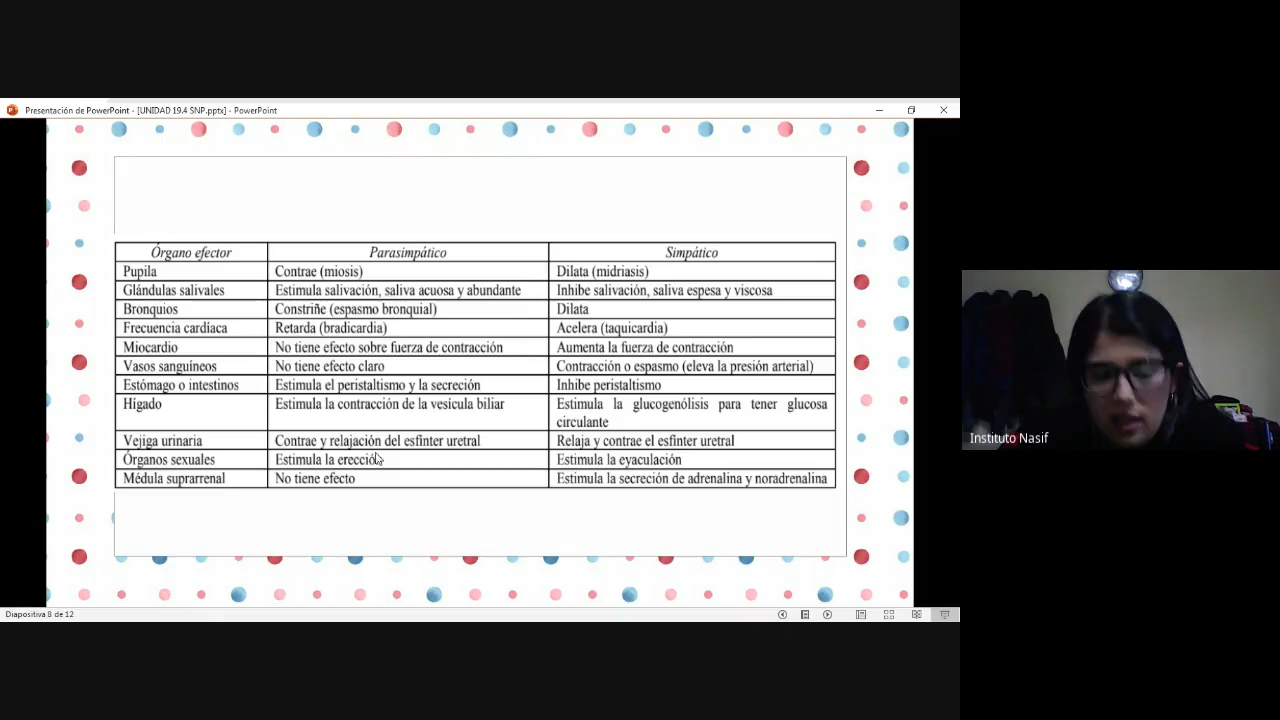 Presentación de PowerPoint - [UNIDAD 19.4 SNP.pptx] - PowerPoint
Órgano efector Parasimpático Simpático
Pupila Contrae (miosis) Dilata (midriasis)
Glándulas salivales Estimula salivación, saliva acuosa y abundante Inhibe salivación, saliva espesa y viscosa
Bronquios Constriñe (espasmo bronquial) Dilata
Frecuencia cardíaca Retarda (bradicardia) Acelera (taquicardia)
Miocardio No tiene efecto sobre fuerza de contracción Aumenta la fuerza de contracción
Vasos sanguíneos No tiene efecto claro Contracción o espasmo (eleva la presión arterial)
Estómago o intestinos Estimula el peristaltismo y la secreción Inhibe peristaltismo
Hígado Estimula la contracción de la vesícula biliar Estimula la glucogenólisis para tener glucosa
circulante
Vejiga urinaria Contrae y relajación del esfínter uretral Relaja y contrae el esfínter uretral
Órganos sexuales Estimula la erección Estimula la eyaculación
Médula suprarrenal No tiene efecto Estimula la secreción de adrenalina y noradrenalina
Instituto Nasif
Diapositiva 8 de 12